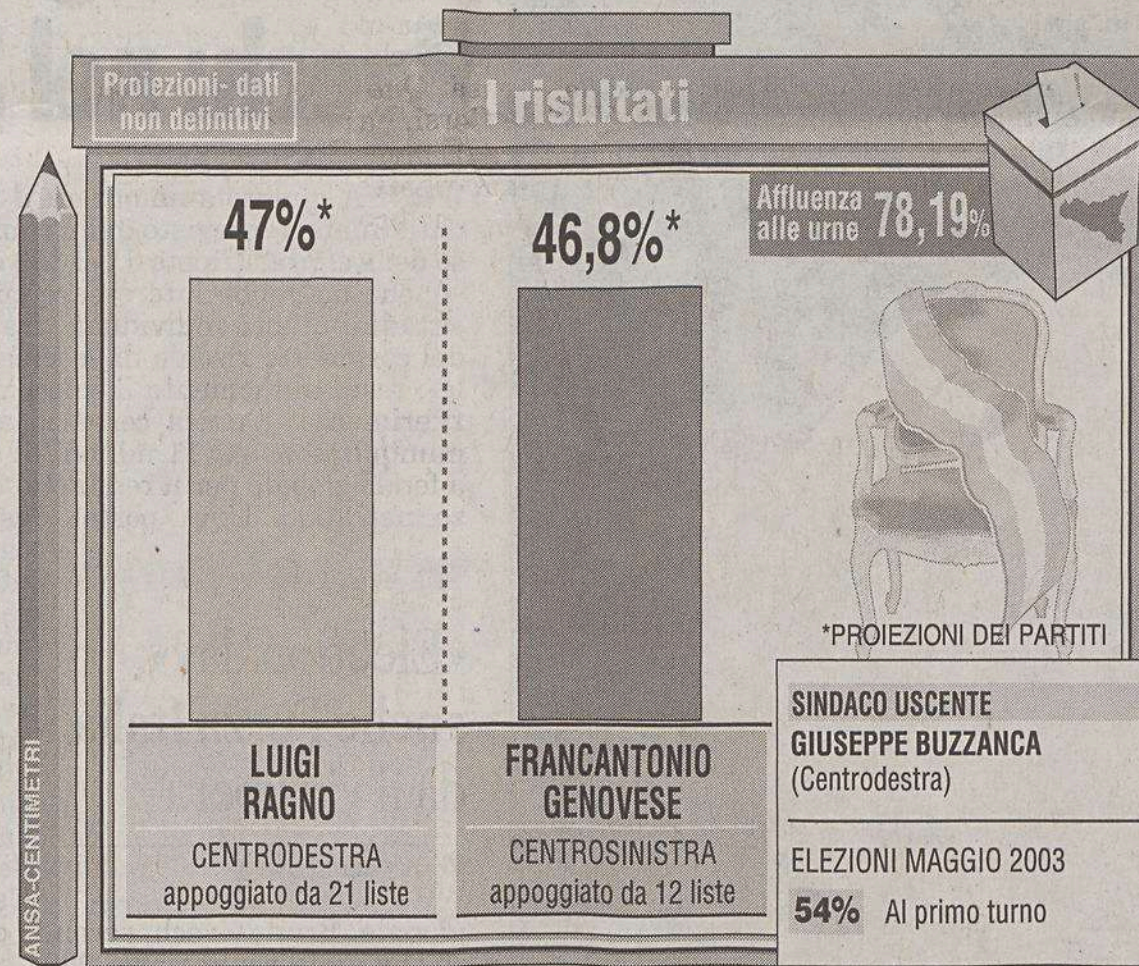 Proiezioni- dati
non definitivi
I risultati
47%*
46,8%*
Affluenza
alle urne 78,19%
*PROIEZIONI DEI PARTITI
LUIGI
RAGNO
CENTRODESTRA
appoggiato da 21 liste
FRANCANTONIO
GENOVESE
CENTROSINISTRA
appoggiato da 12 liste
SINDACO USCENTE
GIUSEPPE BUZZANCA
(Centrodestra)
ELEZIONI MAGGIO 2003
54% Al primo turno
ANSA-CENTIMETRI